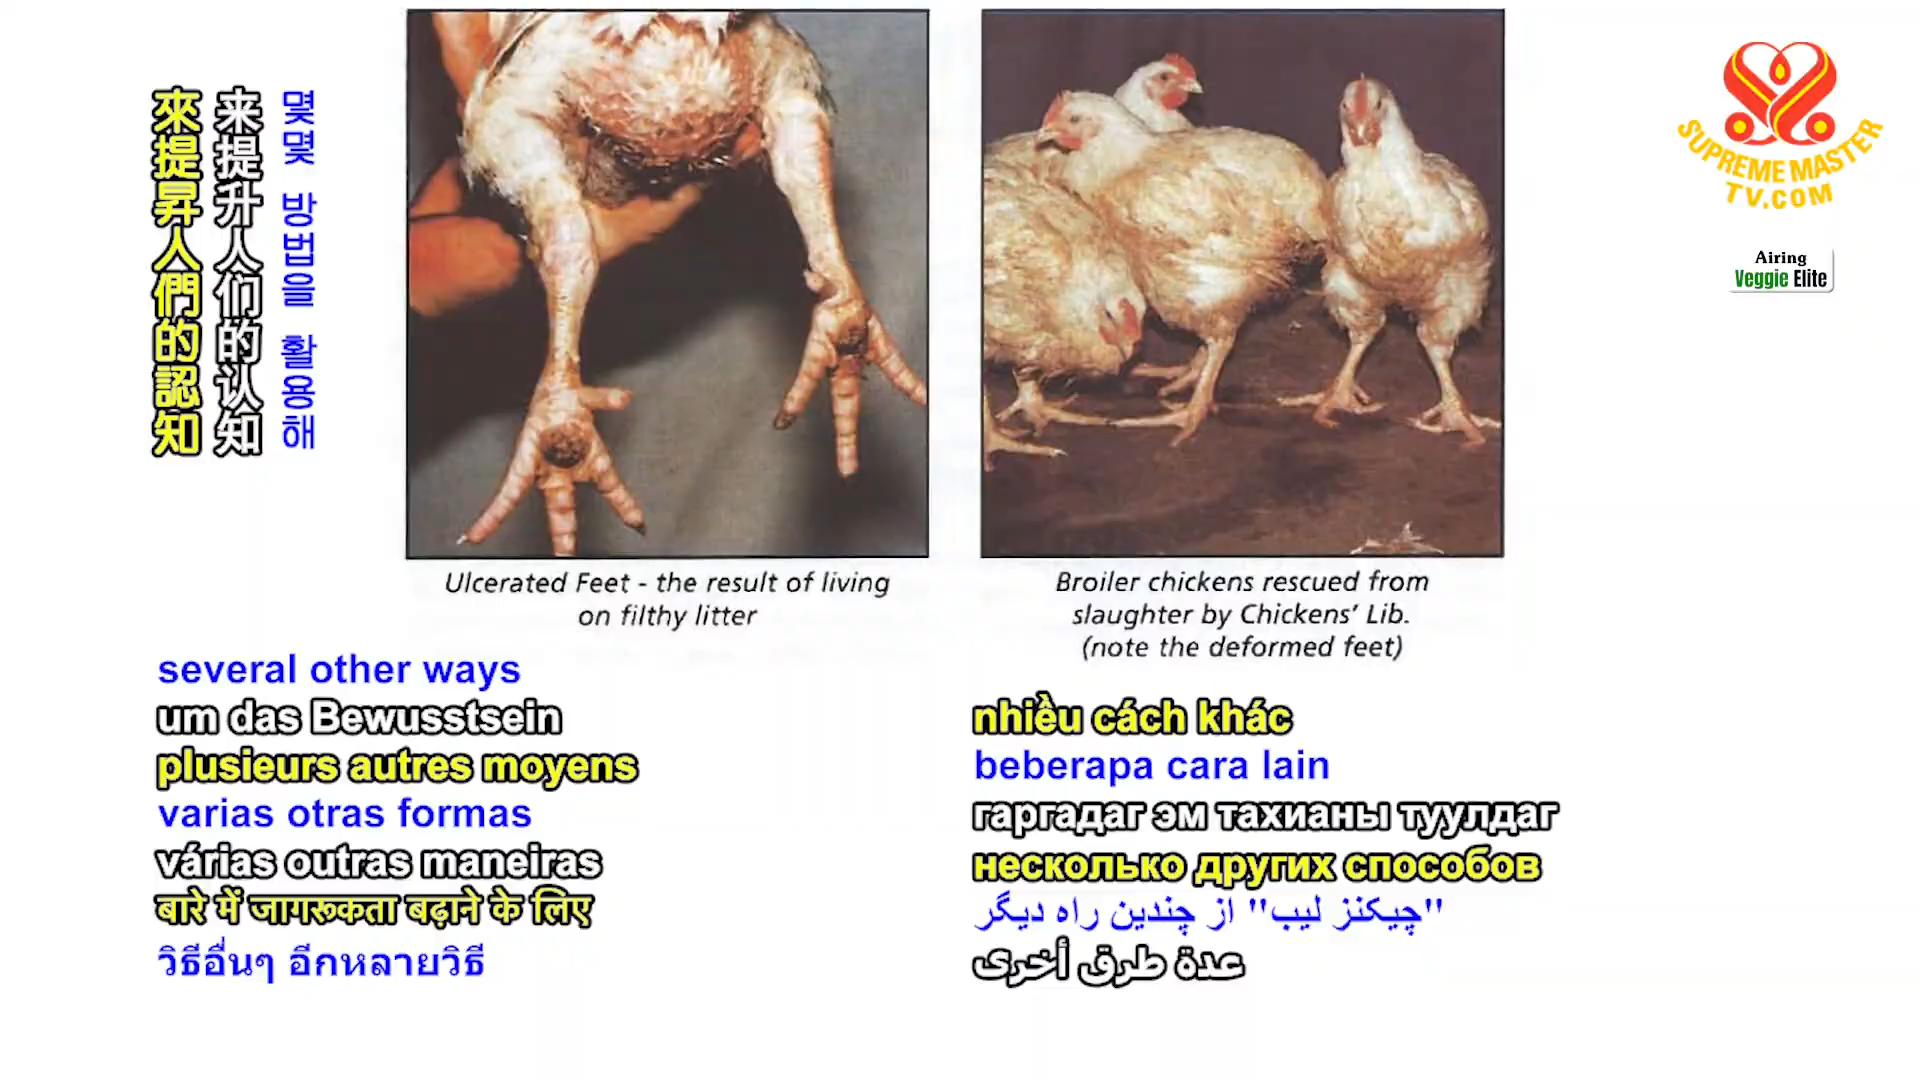 來提昇人們的認知
来提升人们的认知
몇몇 방법을 활용해
SUPREME MASTER
TV.COM
Airing
Veggie Elite
Ulcerated Feet - the result of living
on filthy litter
Broiler chickens rescued from
slaughter by Chickens' Lib.
(note the deformed feet)
several other ways
um das Bewusstsein
plusieurs autres moyens
varias otras formas
várias outras maneiras
बारे में जागरूकता बढ़ाने के लिए
วิธีอื่นๆ อีกหลายวิธี
nhiều cách khác
beberapa cara lain
гаргадаг эм тахианы туулдаг
несколько других способов
"چیکنز لیب" از چندین راه دیگر
عدة طرق أخرى